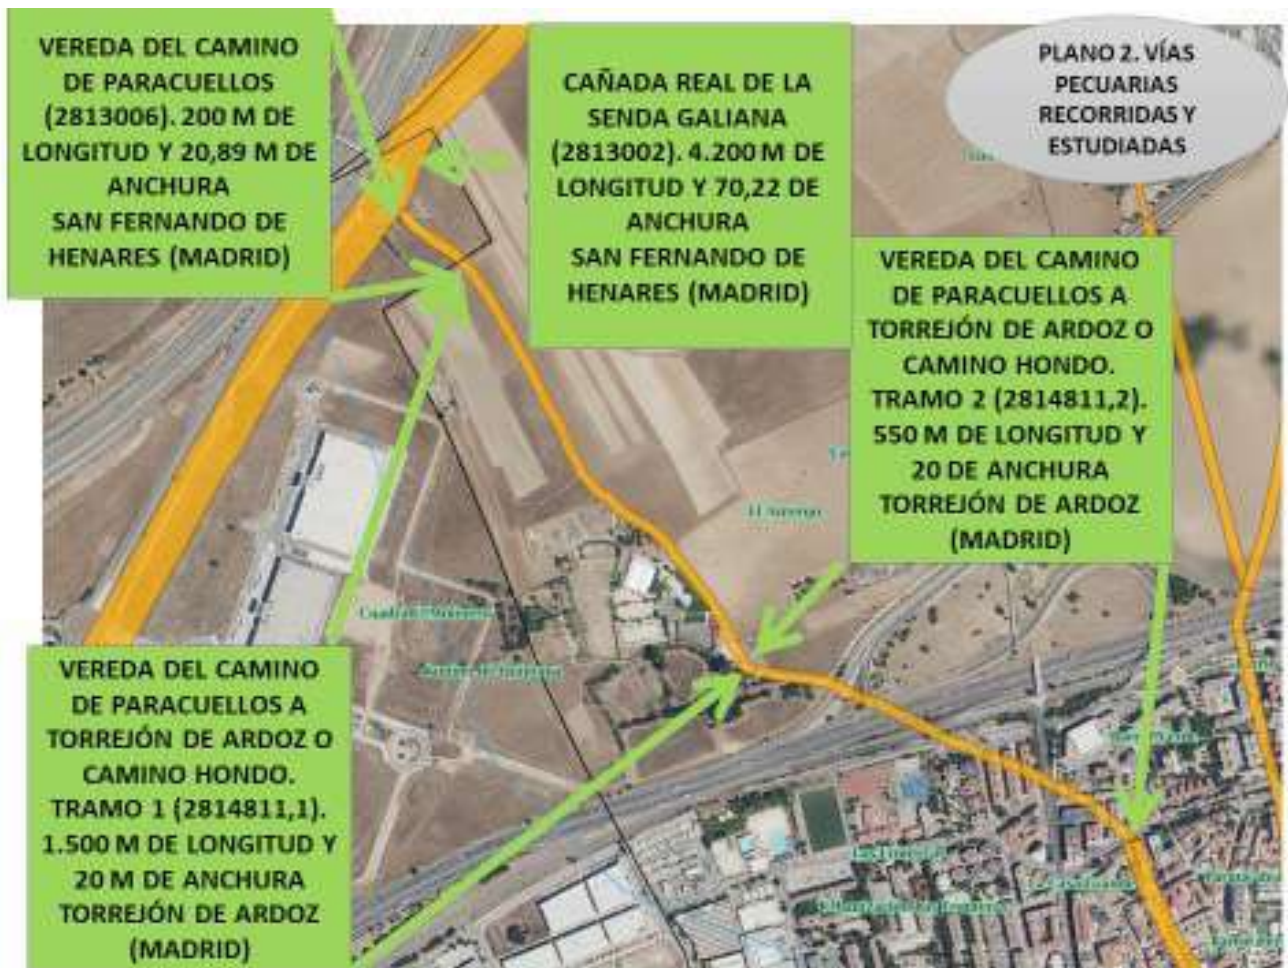 VEREDA DEL CAMINO
DE PARACUELLOS
(2813006). 200 M DE
LONGITUD Y 20,89 M DE
ANCHURA
SAN FERNANDO DE
HENARES (MADRID)
CAÑADA REAL DE LA
SENDA GALIANA
(2813002). 4.200 M DE
LONGITUD Y 70,22 DE
ANCHURA
SAN FERNANDO DE
HENARES (MADRID)
PLANO 2. VÍAS
PECUARIAS
RECORRIDAS Y
ESTUDIADAS
VEREDA DEL CAMINO
DE PARACUELLOS A
TORREJÓN DE ARDOZ O
CAMINO HONDO.
TRAMO 2 (2814811,2).
550 M DE LONGITUD Y
20 DE ANCHURA
TORREJÓN DE ARDOZ
(MADRID)
VEREDA DEL CAMINO
DE PARACUELLOS A
TORREJÓN DE ARDOZ O
CAMINO HONDO.
TRAMO 1 (2814811,1).
1.500 M DE LONGITUD Y
20 M DE ANCHURA
TORREJÓN DE ARDOZ
(MADRID)